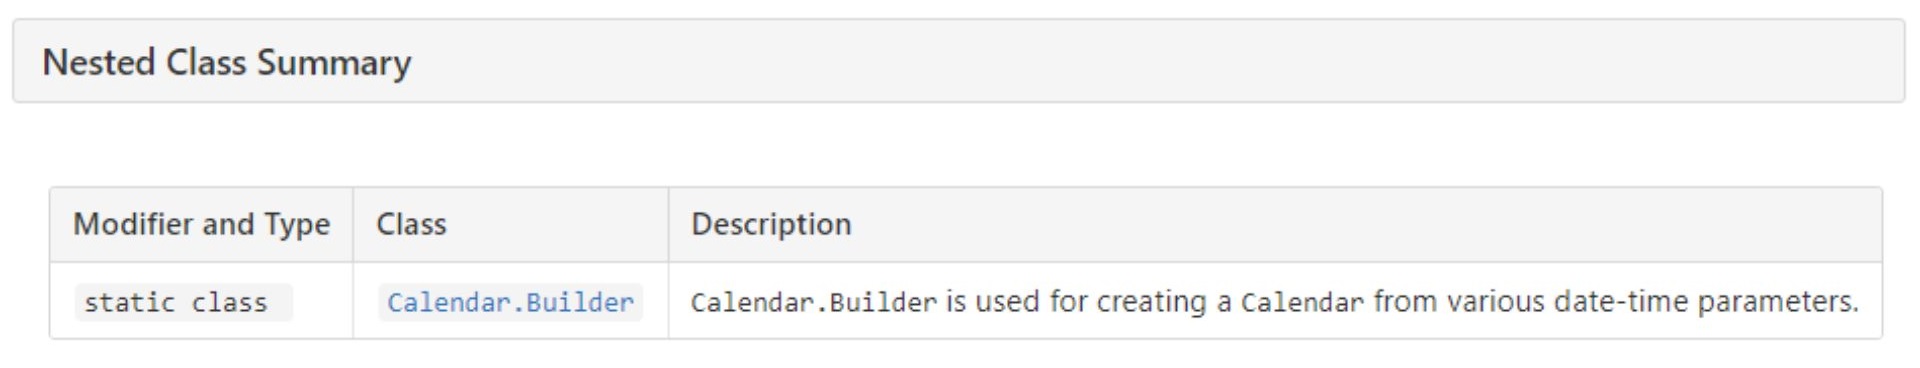 Nested Class Summary
Modifier and Type Class Description
static class Calendar.Builder Calendar.Builder is used for creating a Calendar from various date-time parameters.